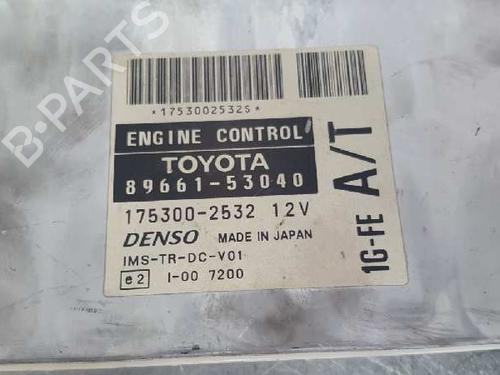 *1753002532S*
ENGINE CONTROL
TOYOTA
89661-53040
175300-2532 12V
DENSO MADE IN JAPAN
IMS-TR-DC-V01
e2 I-00 7200
1G-FE A/T
B-PARTS